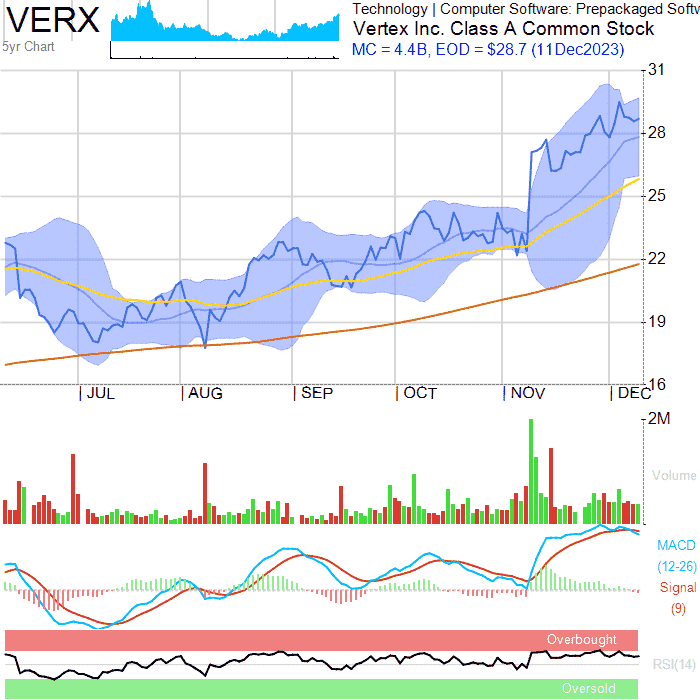 VERX
5yr Chart
Technology | Computer Software: Prepackaged Softw
Vertex Inc. Class A Common Stock
MC = 4.4B, EOD = $28.7 (11Dec2023)
31
28
25
22
19
16
| JUL | AUG | SEP | OCT | NOV | DEC
2M
Volume
MACD
(12-26)
Signal
(9)
Overbought
RSI(14)
Oversold